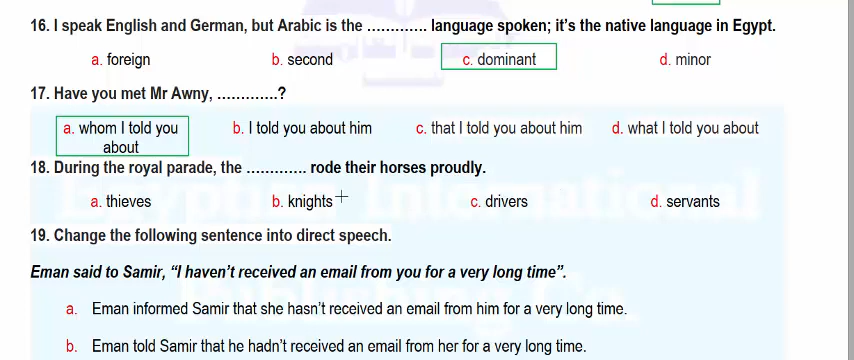 16. I speak English and German, but Arabic is the ............. language spoken; it's the native language in Egypt.
a. foreign b. second c. dominant d. minor
17. Have you met Mr Awny, .............?
a. whom I told you about b. I told you about him c. that I told you about him d. what I told you about
18. During the royal parade, the ............. rode their horses proudly.
a. thieves b. knights c. drivers d. servants
19. Change the following sentence into direct speech.
Eman said to Samir, “I haven't received an email from you for a very long time”.
a. Eman informed Samir that she hasn't received an email from him for a very long time.
b. Eman told Samir that he hadn't received an email from her for a very long time.
Egyptian International
Publishing Co.